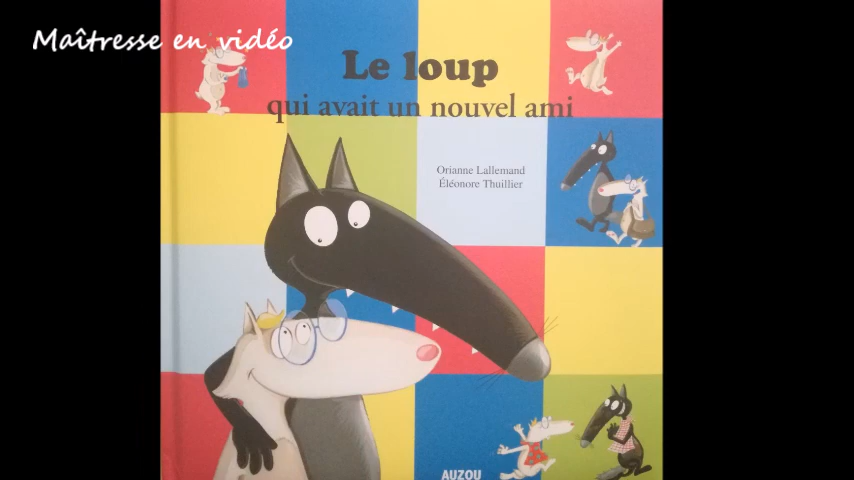 Maîtresse en vidéo
Le loup
qui avait un nouvel ami
Orianne Lallemand
Éléonore Thuillier
AUZOU